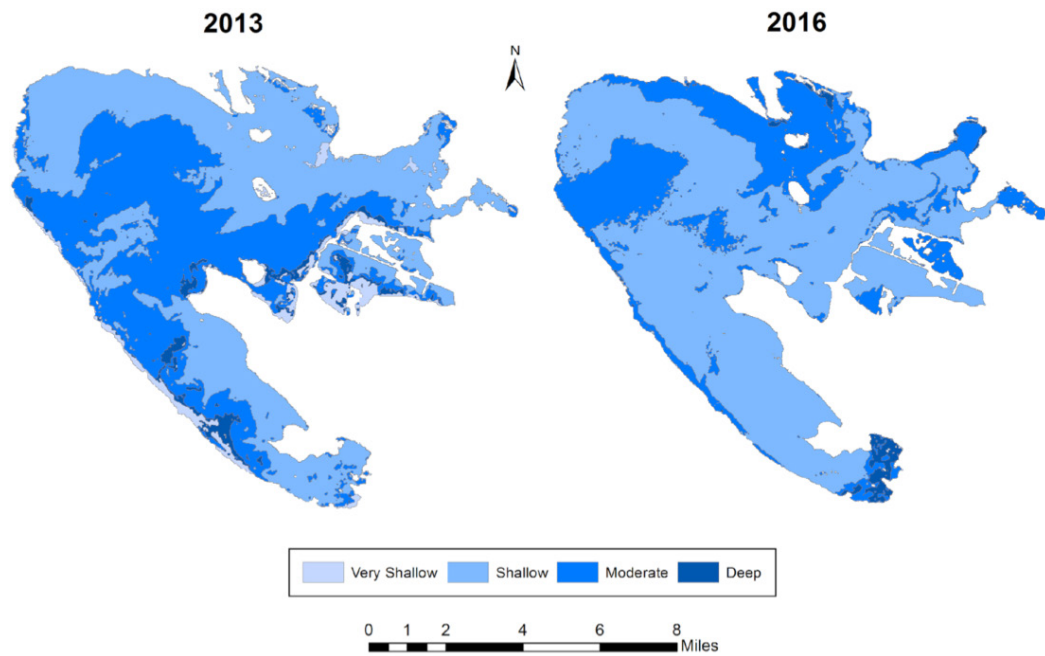 2013
2016
N
Very Shallow
Shallow
Moderate
Deep
0 1 2 4 6 8 Miles